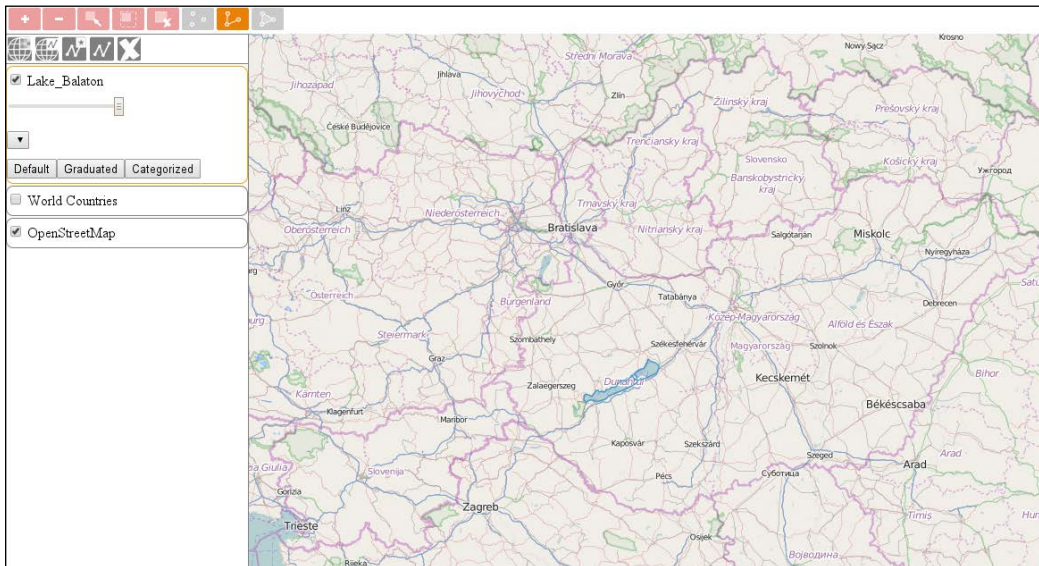 Lake_Balaton
Default Graduated Categorized
World Countries
OpenStreetMap
Krosno
Nowy Sącz
Střední Morava
Jihlava
Jihozápad
Jihovýchod
Zlín
Žilinský kraj
Prešovský kraj
České Budějovice
Trenčiansky kraj
Slovensko
Košický kraj
Banskobystrický
kraj
Ужгород
Linz
Niederösterreich
Trnavský kraj
Oberösterreich
Bratislava
Nitriansky kraj
Salgótarján
Miskolc
Nyíregyháza
Győr
Tatabánya
Österreich
Burgenland
Debrecen
Közép-Magyarország
Alföld és Észak
Steiermark
Szombathely
Székesfehérvár
Magyarország
Szolnok
Graz
Bihor
Zalaegerszeg
Dunántúl
Kecskemét
Kärnten
Békéscsaba
Klagenfurt
Maribor
Kaposvár
Szekszárd
Szeged
Arad
Arad
Slovenija
Pécs
Суботица
Gorizia
Zagreb
Trieste
Timiș
Osijek
Војводина
Rijeka